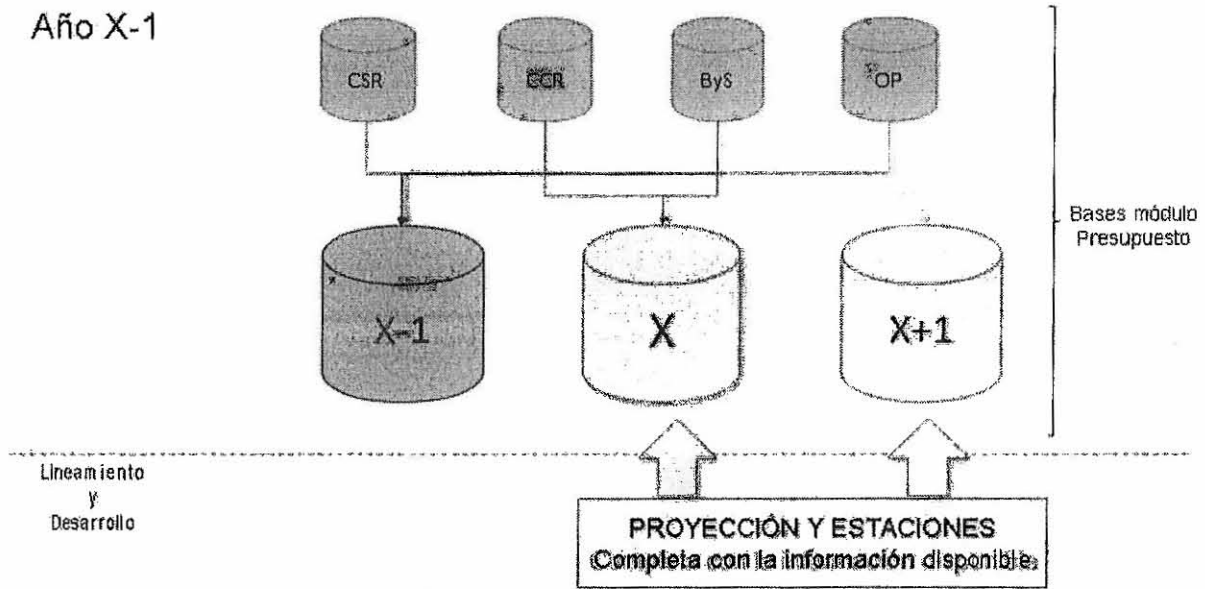 Año X-1
CSR
CCR
ByS
OP
Bases módulo
Presupuesto
X-1
X
X+1
Lineamiento
y
Desarrollo
PROYECCIÓN Y ESTACIONES
Completa con la información disponible.